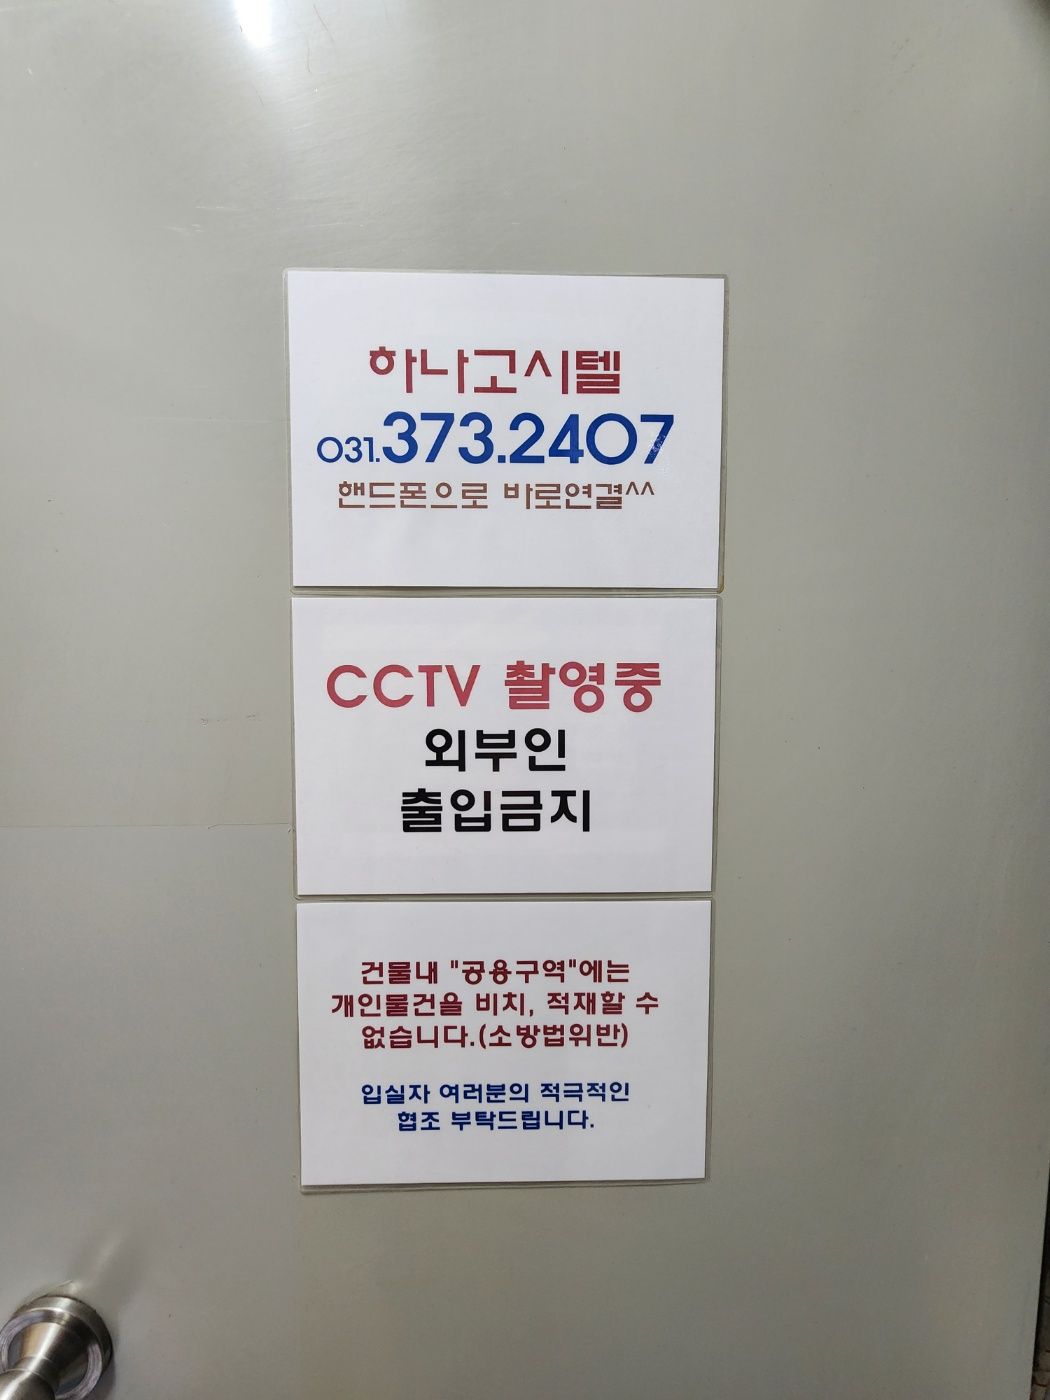 하나고시텔
031.373.2407
핸드폰으로 바로연결^^
CCTV 촬영중
외부인
출입금지
건물내 "공용구역"에는
개인물건을 비치, 적재할 수
없습니다.(소방법위반)
입실자 여러분의 적극적인
협조 부탁드립니다.